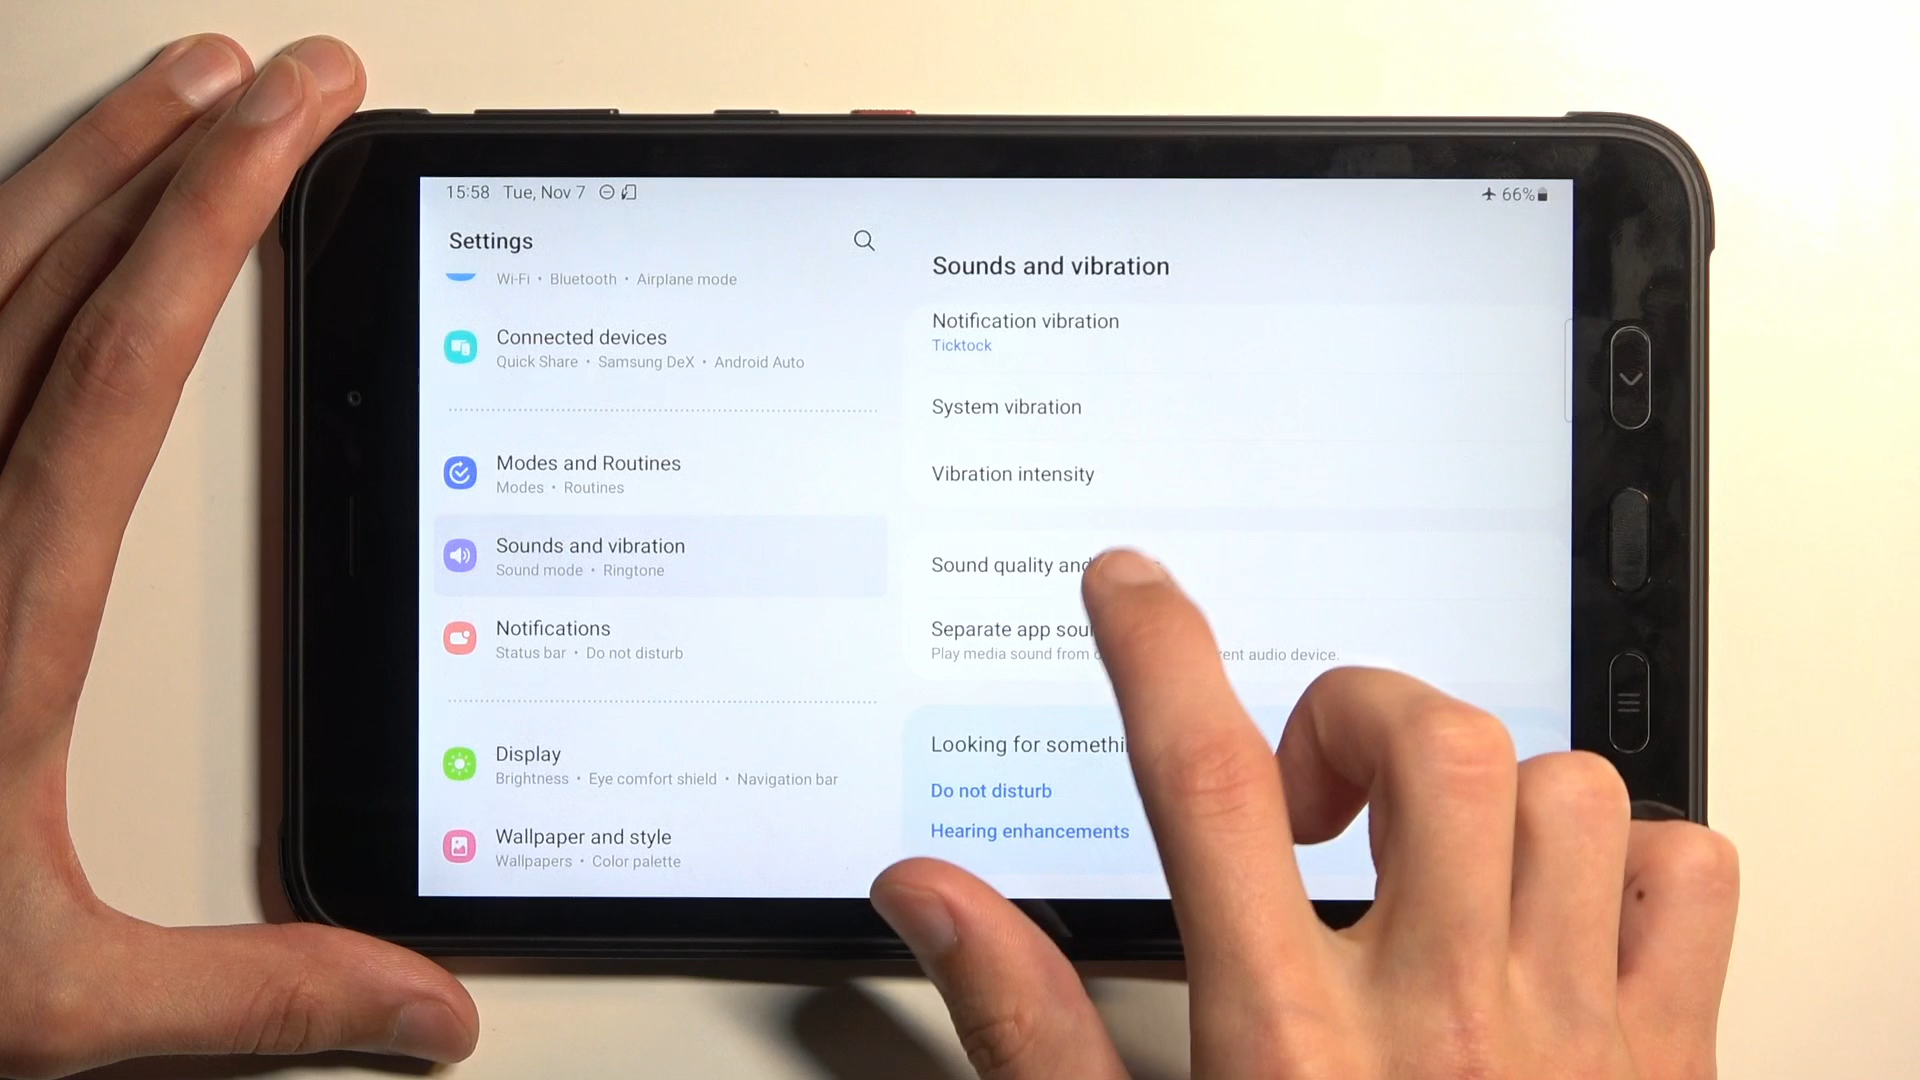 15:58 Tue, Nov 7
66%
Settings
Wi-Fi • Bluetooth • Airplane mode
Connected devices
Quick Share • Samsung DeX • Android Auto
Modes and Routines
Modes • Routines
Sounds and vibration
Sound mode • Ringtone
Notifications
Status bar • Do not disturb
Display
Brightness • Eye comfort shield • Navigation bar
Wallpaper and style
Wallpapers • Color palette
Sounds and vibration
Notification vibration
Ticktock
System vibration
Vibration intensity
Sound quality and
Separate app
Play media sound from audio device.
Looking for
Do not disturb
Hearing enhancements